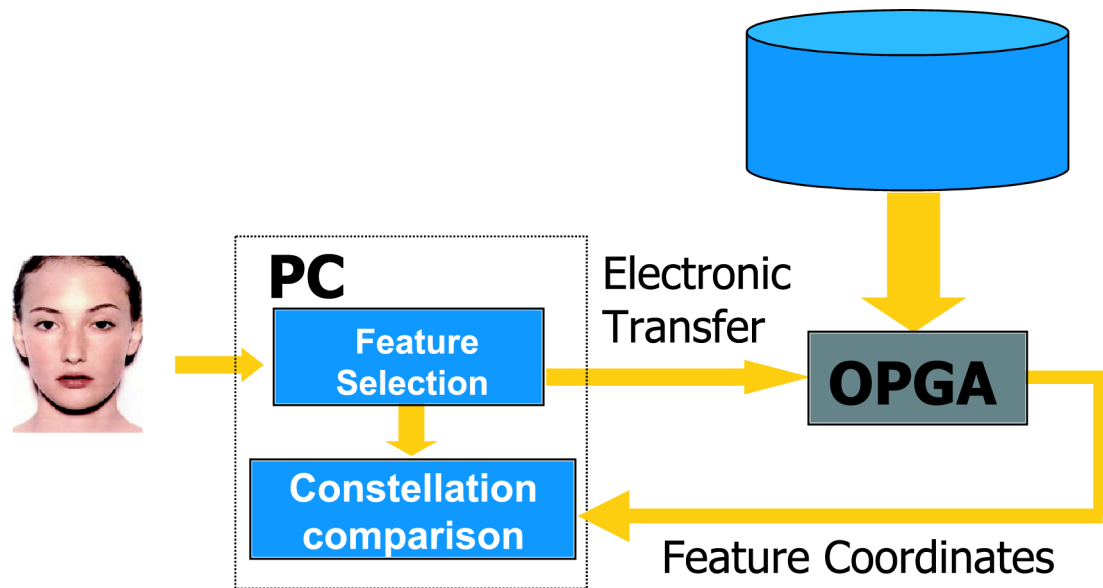 PC
Feature
Selection
Constellation
comparison
Electronic
Transfer
OPGA
Feature Coordinates